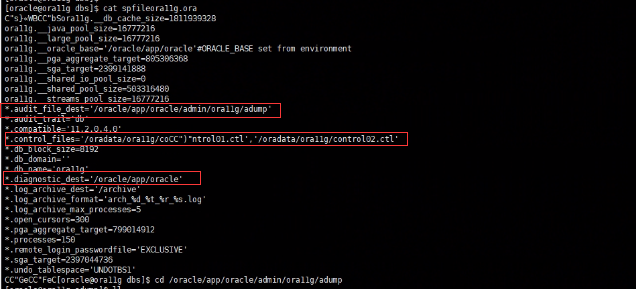 [oracle@ora11g dbs]$ cat spfileora11g.ora
C"s}+WBCC"bSora11g.__db_cache_size=1811939328
ora11g.__java_pool_size=16777216
ora11g.__large_pool_size=16777216
ora11g.__oracle_base='/oracle/app/oracle'#ORACLE_BASE set from environment
ora11g.__pga_aggregate_target=805306368
ora11g.__sga_target=2399141888
ora11g.__shared_io_pool_size=0
ora11g.__shared_pool_size=503316480
ora11g.__streams_pool_size=16777216
*.audit_file_dest='/oracle/app/oracle/admin/ora11g/adump'
*.audit_trail='db'
*.compatible='11.2.0.4.0'
*.control_files='/oradata/ora11g/coCC")"ntrol01.ctl','/oradata/ora11g/control02.ctl'
*.db_block_size=8192
*.db_domain=''
*.db_name='ora11g'
*.diagnostic_dest='/oracle/app/oracle'
*.log_archive_dest='/archive'
*.log_archive_format='arch_%d_%t_%r_%s.log'
*.log_archive_max_processes=5
*.open_cursors=300
*.pga_aggregate_target=799014912
*.processes=150
*.remote_login_passwordfile='EXCLUSIVE'
*.sga_target=2397044736
*.undo_tablespace='UNDOTBS1'
CC"GeCC"FeC[oracle@ora11g dbs]$ cd /oracle/app/oracle/admin/ora11g/adump